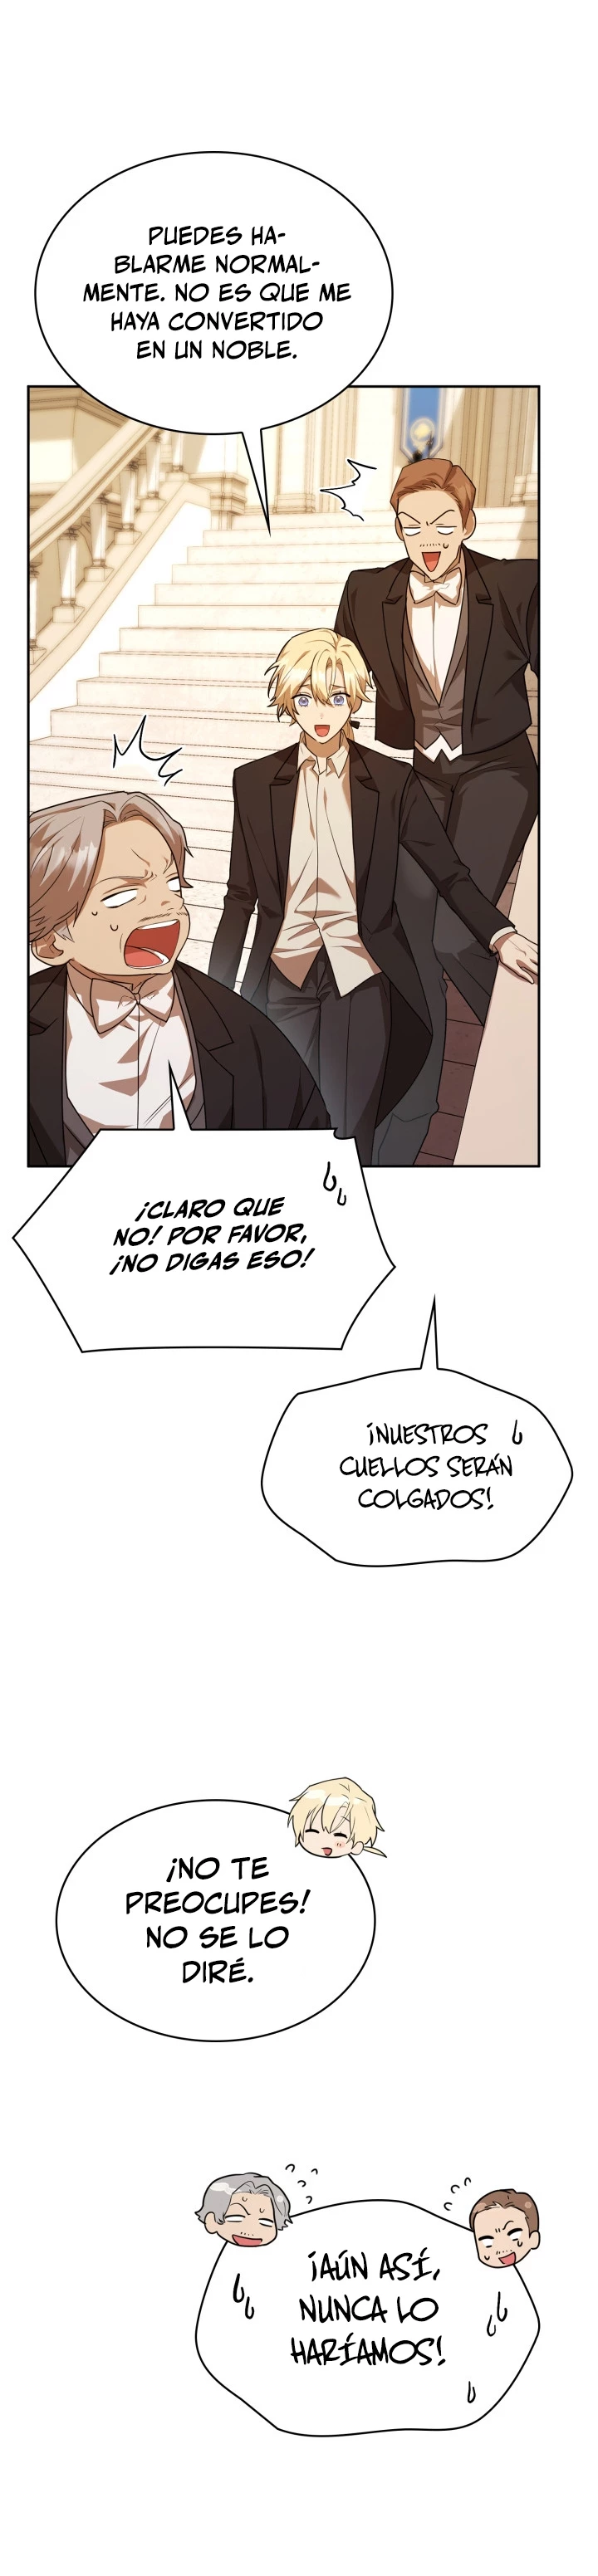 PUEDES HA-
BLARME NORMAL-
MENTE. NO ES QUE ME
HAYA CONVERTIDO
EN UN NOBLE.
¡CLARO QUE
NO! POR FAVOR,
¡NO DIGAS ESO!
¡NUESTROS
CUELLOS SERÁN
COLGADOS!
¡NO TE
PREOCUPES!
NO SE LO
DIRÉ.
¡AÚN ASÍ,
NUNCA LO
HARÍAMOS!